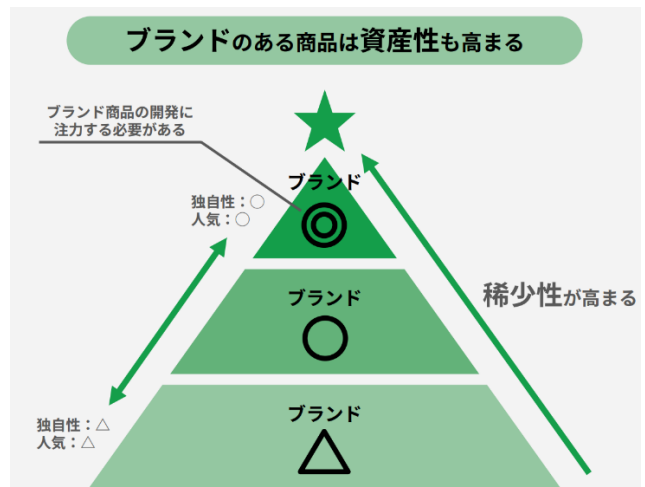 ブランドのある商品は資産性も高まる
ブランド商品の開発に
注力する必要がある
ブランド
◎
独自性：○
人気：○
稀少性が高まる
ブランド
○
ブランド
△
独自性：△
人気：△